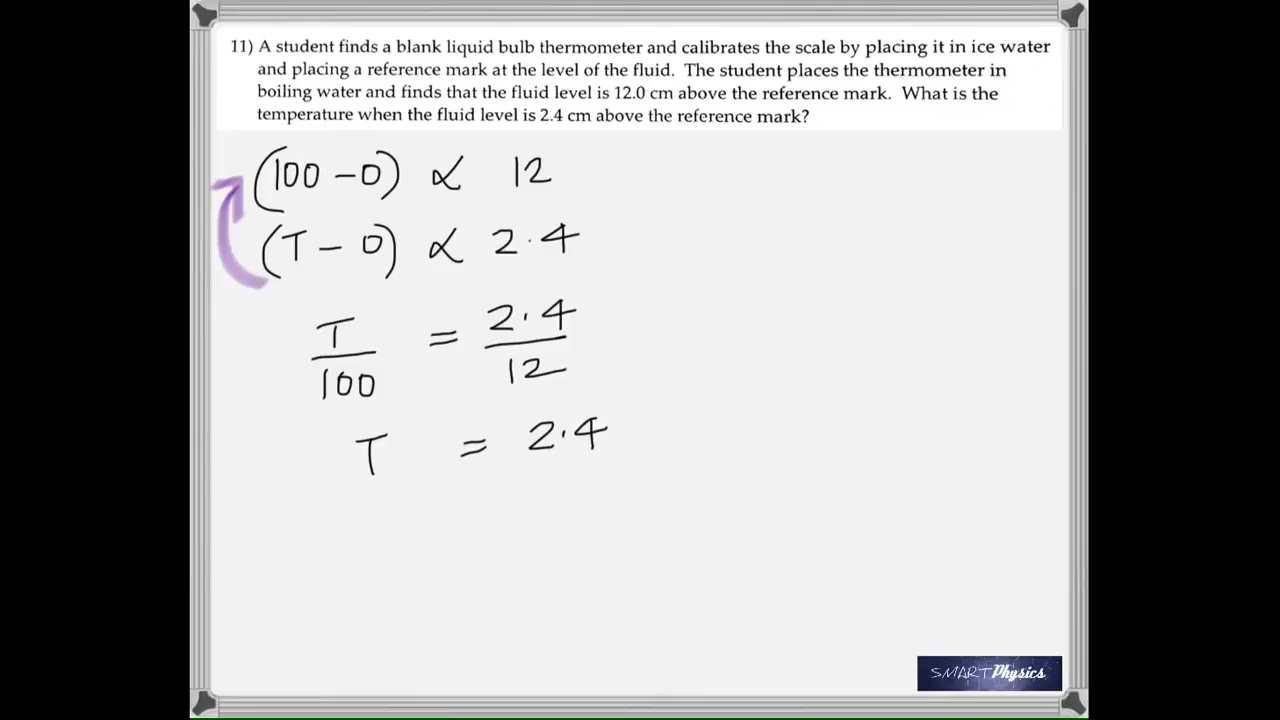 11) A student finds a blank liquid bulb thermometer and calibrates the scale by placing it in ice water
and placing a reference mark at the level of the fluid. The student places the thermometer in
boiling water and finds that the fluid level is 12.0 cm above the reference mark. What is the
temperature when the fluid level is 2.4 cm above the reference mark?
(100 - 0) ∝ 12
(T - 0) ∝ 2.4
T/100 = 2.4/12
T = 2.4
SMART Physics